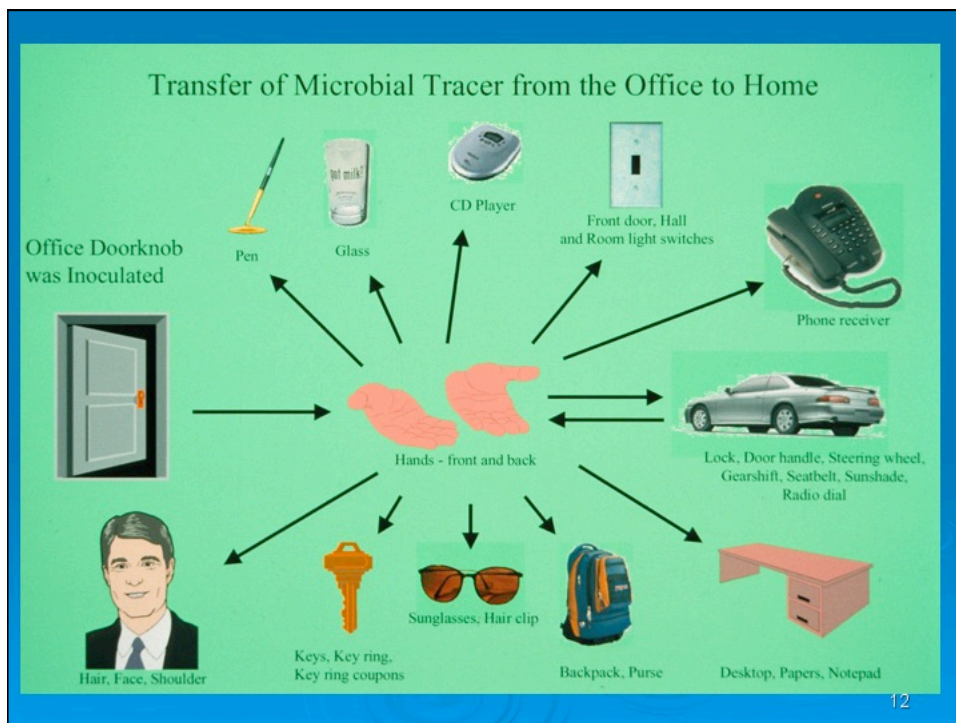 Transfer of Microbial Tracer from the Office to Home
Office Doorknob
was Inoculated
Pen
got milk?
Glass
CD Player
Front door, Hall
and Room light switches
Phone receiver
Hands - front and back
Lock, Door handle, Steering wheel,
Gearshift, Seatbelt, Sunshade,
Radio dial
Hair, Face, Shoulder
Keys, Key ring,
Key ring coupons
Sunglasses, Hair clip
Backpack, Purse
Desktop, Papers, Notepad
12